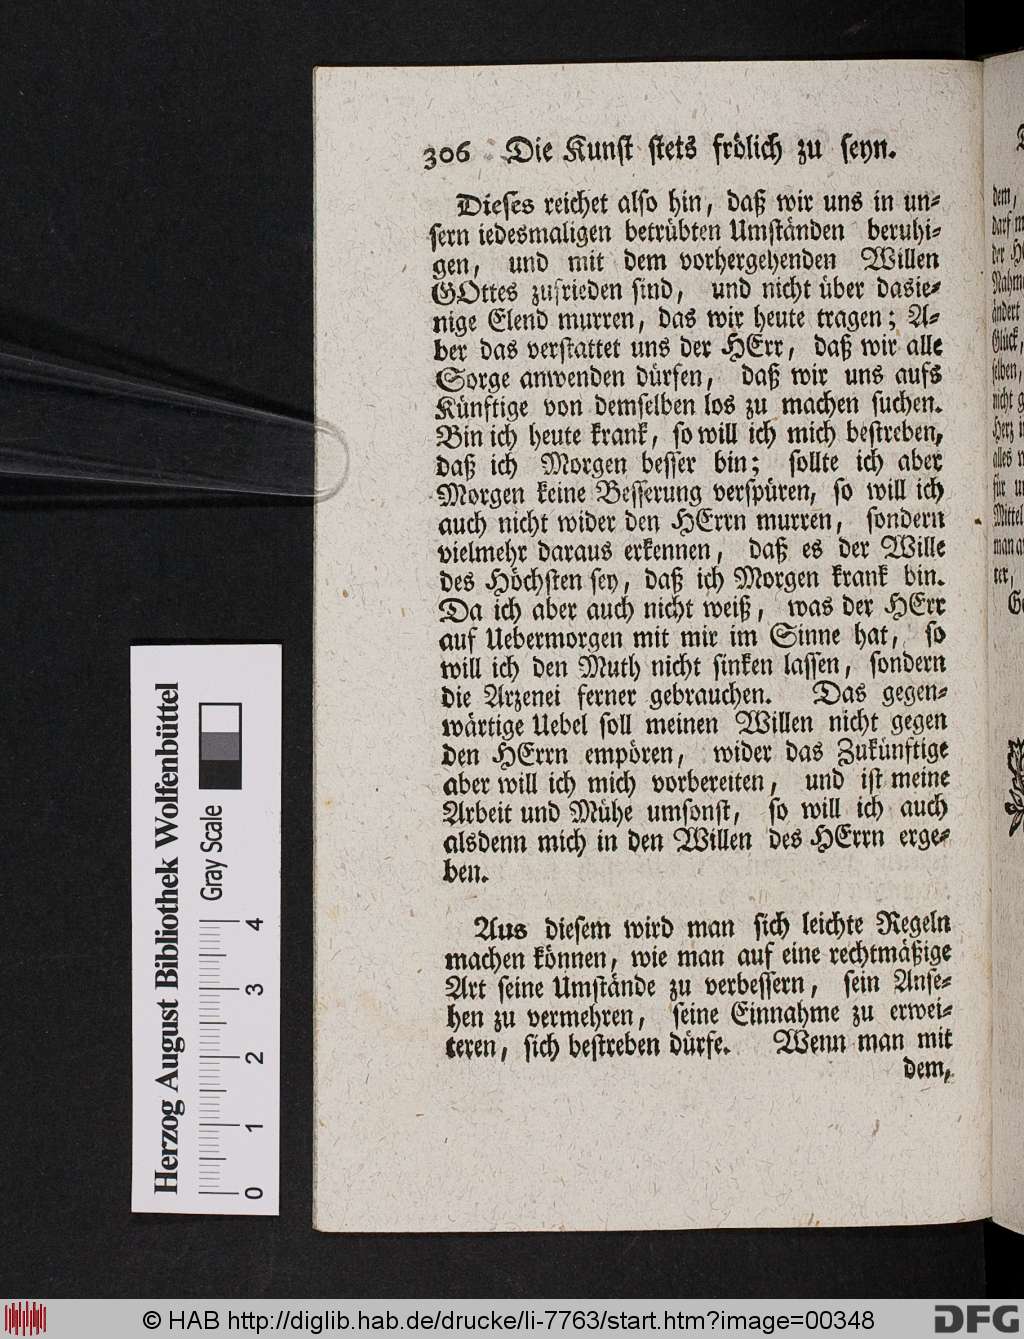 306 Die Kunst stets frölich zu seyn.
Dieses reichet also hin, daß wir uns in un-
sern iedesmaligen betrübten Umständen beruhi-
gen, und mit dem vorhergehenden Willen
GOttes zufrieden sind, und nicht über dasie-
nige Elend murren, das wir heute tragen; A-
ber das verstattet uns der HErr, daß wir alle
Sorge anwenden dürfen, daß wir uns aufs
Künftige von demselben los zu machen suchen.
Bin ich heute krank, so will ich mich bestreben,
daß ich Morgen besser bin; sollte ich aber
Morgen keine Besserung verspüren, so will ich
auch nicht wider den HErrn murren, sondern
vielmehr daraus erkennen, daß es der Wille
des Höchsten sey, daß ich Morgen krank bin.
Da ich aber auch nicht weiß, was der HErr
auf Uebermorgen mit mir im Sinne hat, so
will ich den Muth nicht sinken lassen, sondern
die Arzenei ferner gebrauchen. Das gegen-
wärtige Uebel soll meinen Willen nicht gegen
den HErrn empören, wider das Zukünftige
aber will ich mich vorbereiten, und ist meine
Arbeit und Mühe umsonst, so will ich auch
alsdenn mich in den Willen des HErrn erge-
ben.
Aus diesem wird man sich leichte Regeln
machen können, wie man auf eine rechtmäßige
Art seine Umstände zu verbessern, sein Anse-
hen zu vermehren, seine Einnahme zu erwei-
teren, sich bestreben dürfe. Wenn man mit
dem,
dem,
der
Glück,
selben,
nicht
Herz
alles
für
Mittel
ter,
Herzog August Bibliothek Wolfenbüttel
Gray Scale
0 1 2 3 4
© HAB http://diglib.hab.de/drucke/li-7763/start.htm?image=00348
DFG